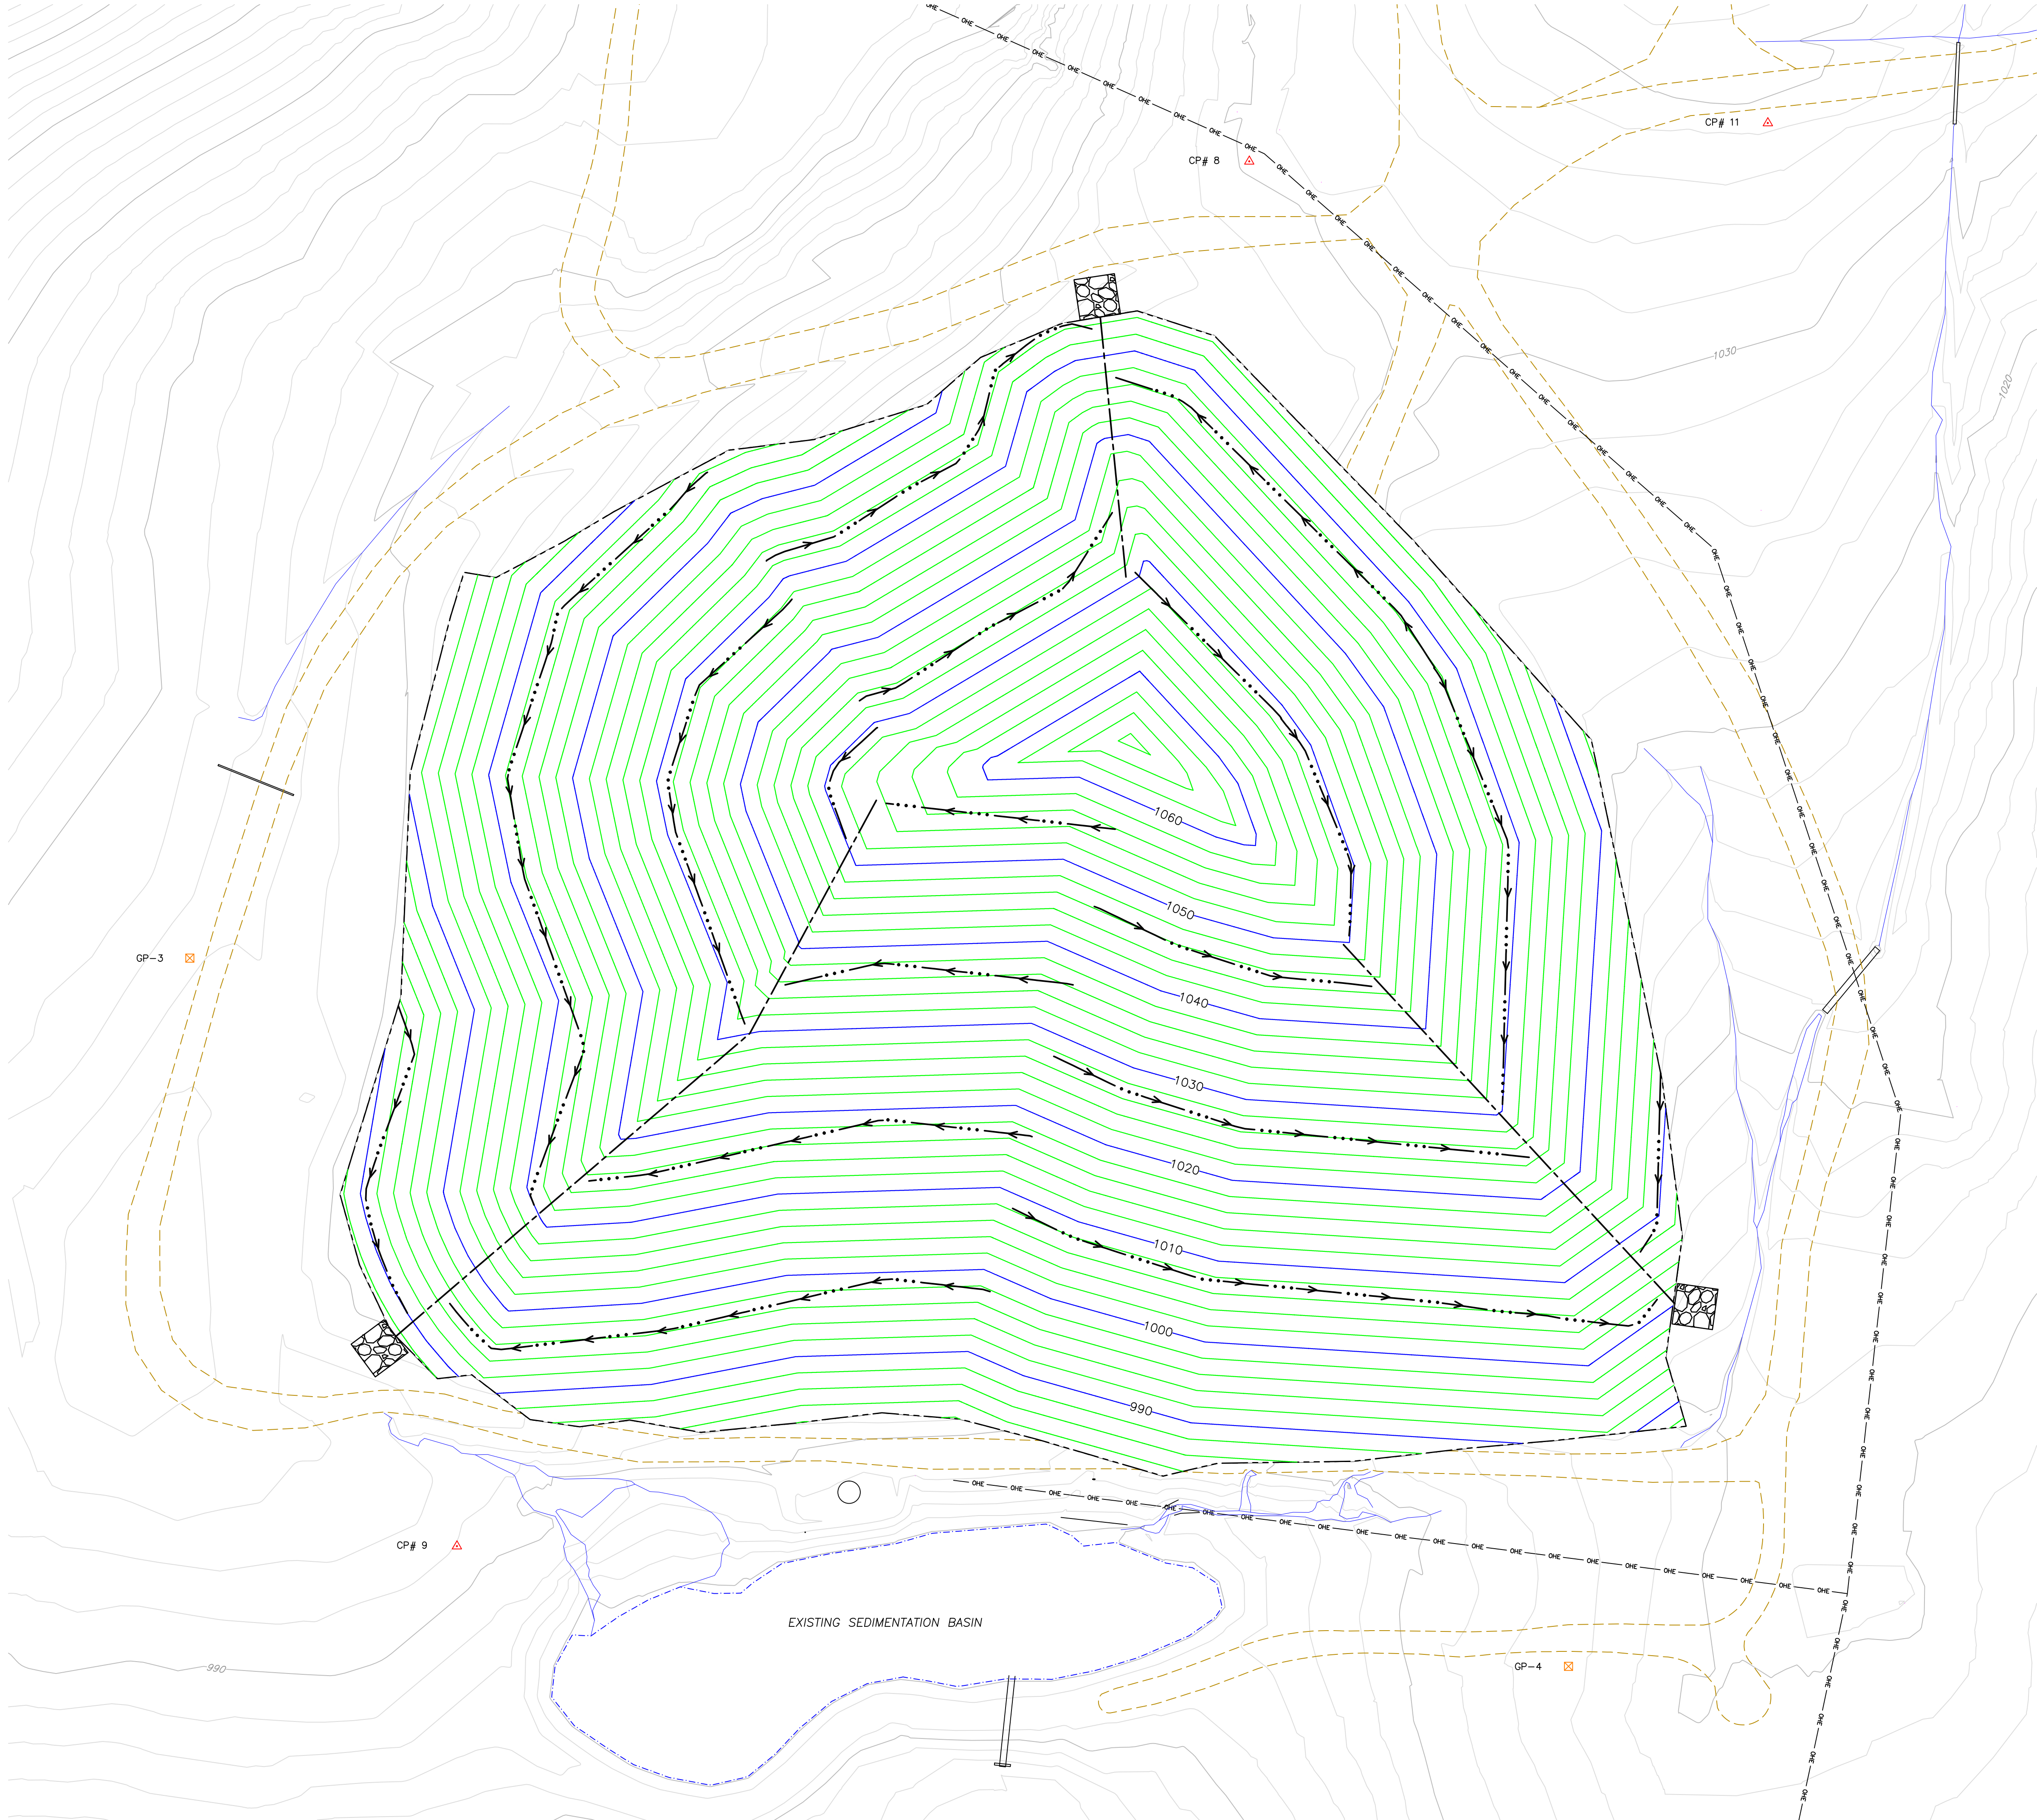 OHE
CP# 11
CP# 8
1030
1020
1060
GP-3
1050
1040
1030
1020
1010
1000
990
CP# 9
EXISTING SEDIMENTATION BASIN
990
GP-4